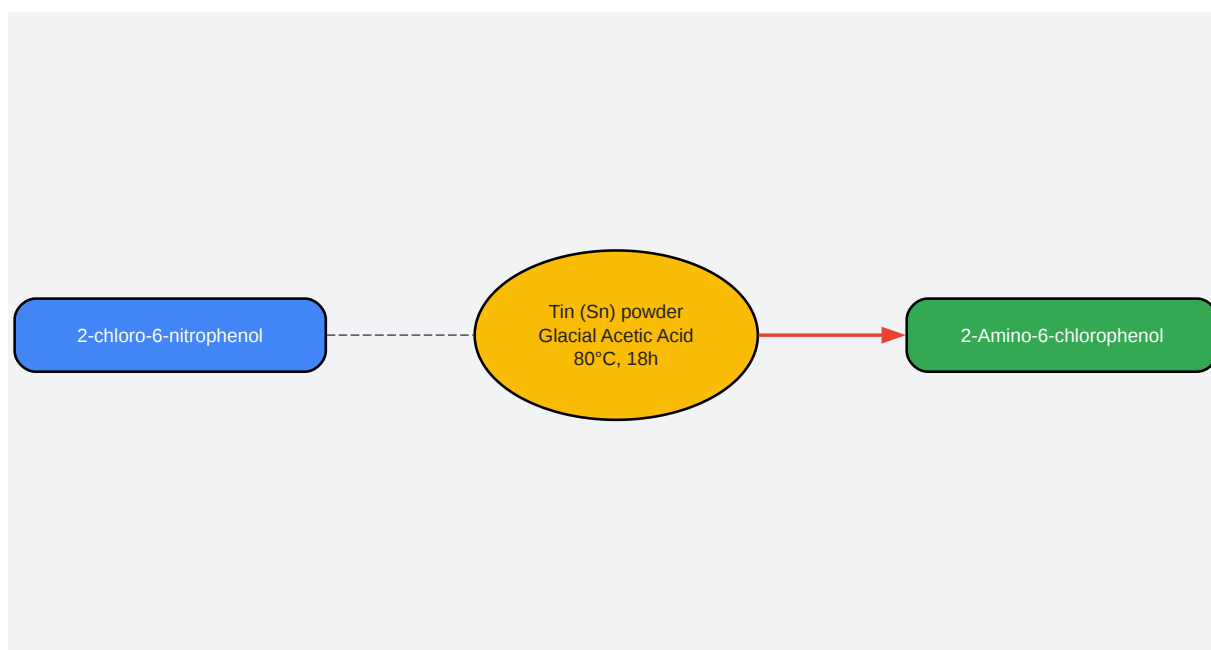 2-chloro-6-nitrophenol
Tin (Sn) powder
Glacial Acetic Acid
80°C, 18h
2-Amino-6-chlorophenol